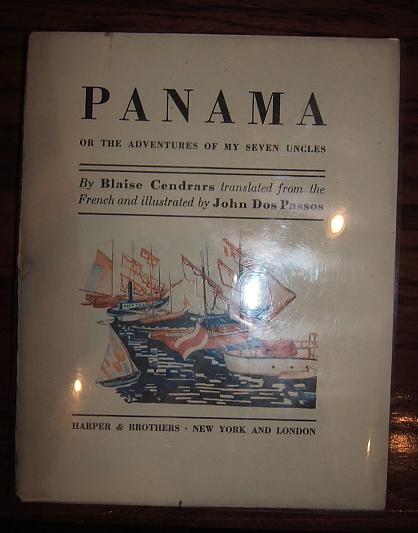 PANAMA
OR THE ADVENTURES OF MY SEVEN UNCLES
By Blaise Cendrars translated from the
French and illustrated by John Dos Passos
HARPER & BROTHERS · NEW YORK AND LONDON